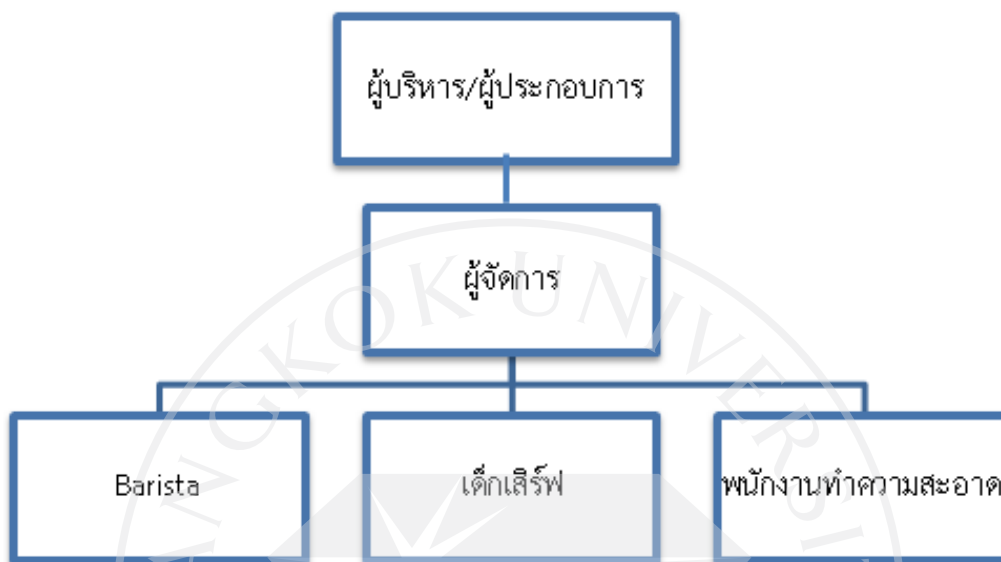 ผู้บริหาร/ผู้ประกอบการ
ผู้จัดการ
Barista
เด็กเสิร์ฟ
พนักงานทำความสะอาด